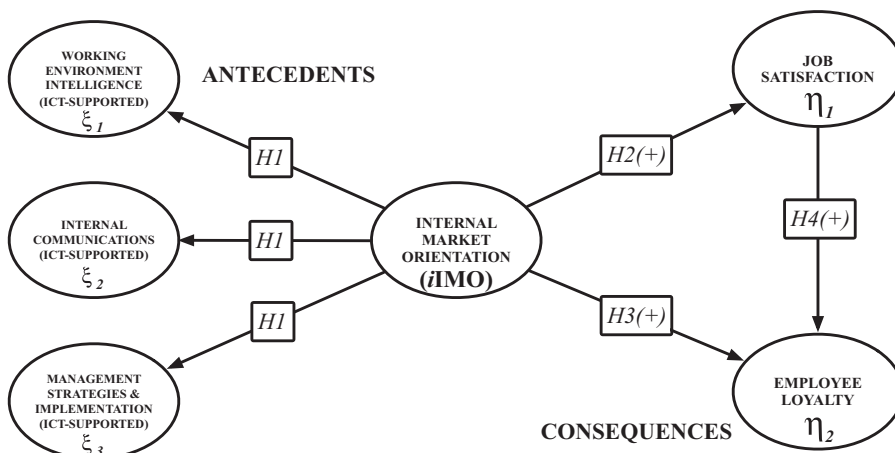 WORKING
ENVIRONMENT
INTELLIGENCE
(ICT-SUPPORTED)
ξ1
ANTECEDENTS
JOB
SATISFACTION
η1
H1
H2(+)
INTERNAL
COMMUNICATIONS
(ICT-SUPPORTED)
ξ2
H1
INTERNAL
MARKET
ORIENTATION
(iIMO)
H4(+)
H1
H3(+)
MANAGEMENT
STRATEGIES &
IMPLEMENTATION
(ICT-SUPPORTED)
ξ3
EMPLOYEE
LOYALTY
η2
CONSEQUENCES